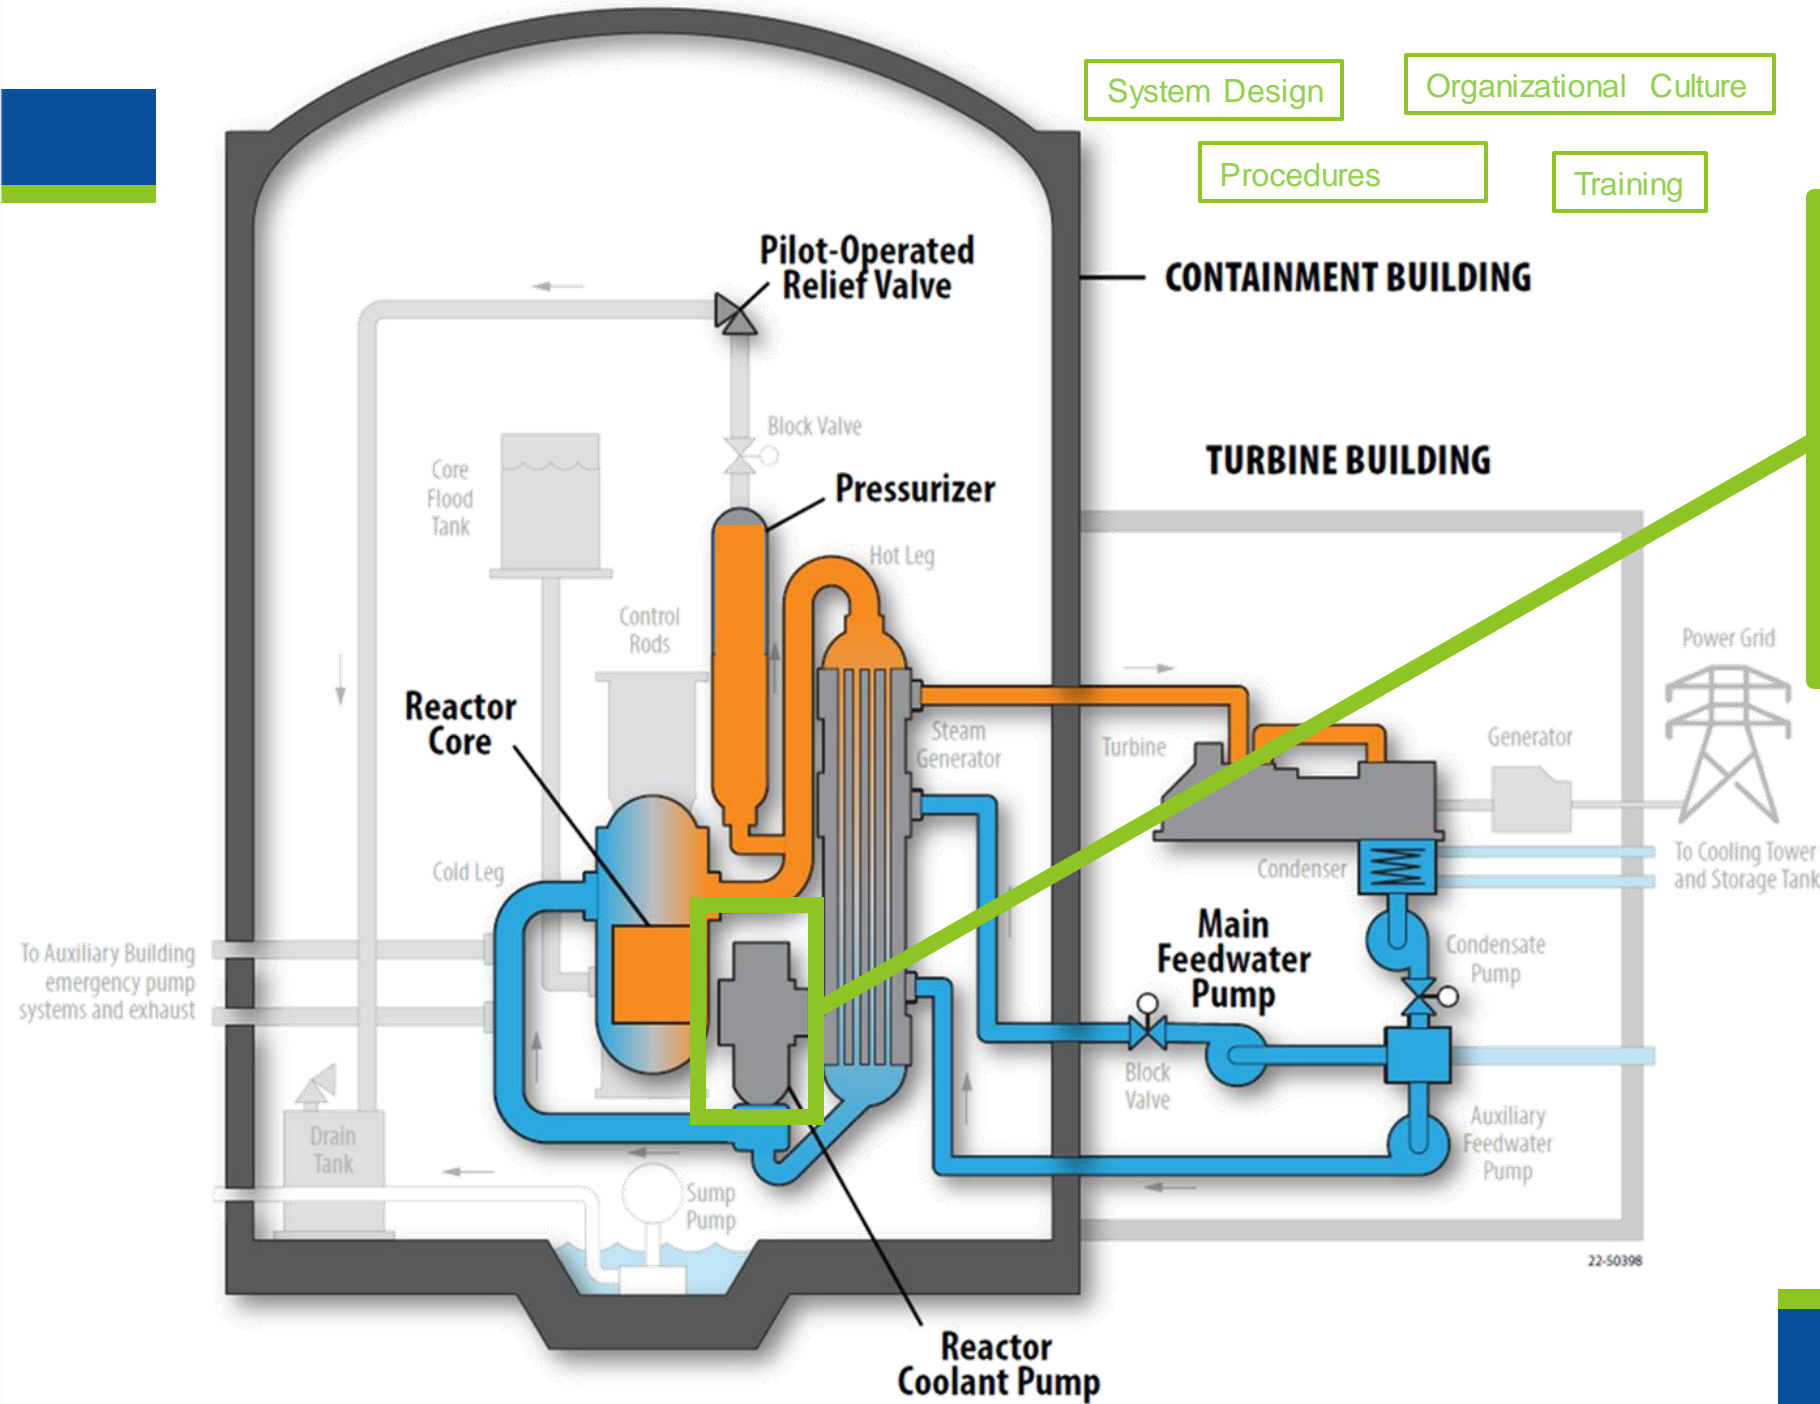 System Design
Organizational Culture
Procedures
Training
Pilot-Operated
Relief Valve
CONTAINMENT BUILDING
Block Valve
TURBINE BUILDING
Core
Flood
Tank
Pressurizer
Hot Leg
Control
Rods
Power Grid
Reactor
Core
Steam
Generator
Turbine
Generator
Cold Leg
Condenser
To Cooling Tower
and Storage Tank
Main
Feedwater
Pump
Condensate
Pump
To Auxiliary Building
emergency pump
systems and exhaust
Block
Valve
Auxiliary
Feedwater
Pump
Drain
Tank
Sump
Pump
22-50398
Reactor
Coolant Pump